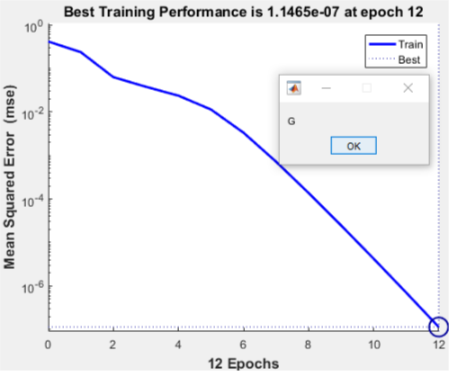 Best Training Performance is 1.1465e-07 at epoch 12
Mean Squared Error (mse)
10^0
10^-2
10^-4
10^-6
Train
Best
G
OK
0 2 4 6 8 10 12
12 Epochs